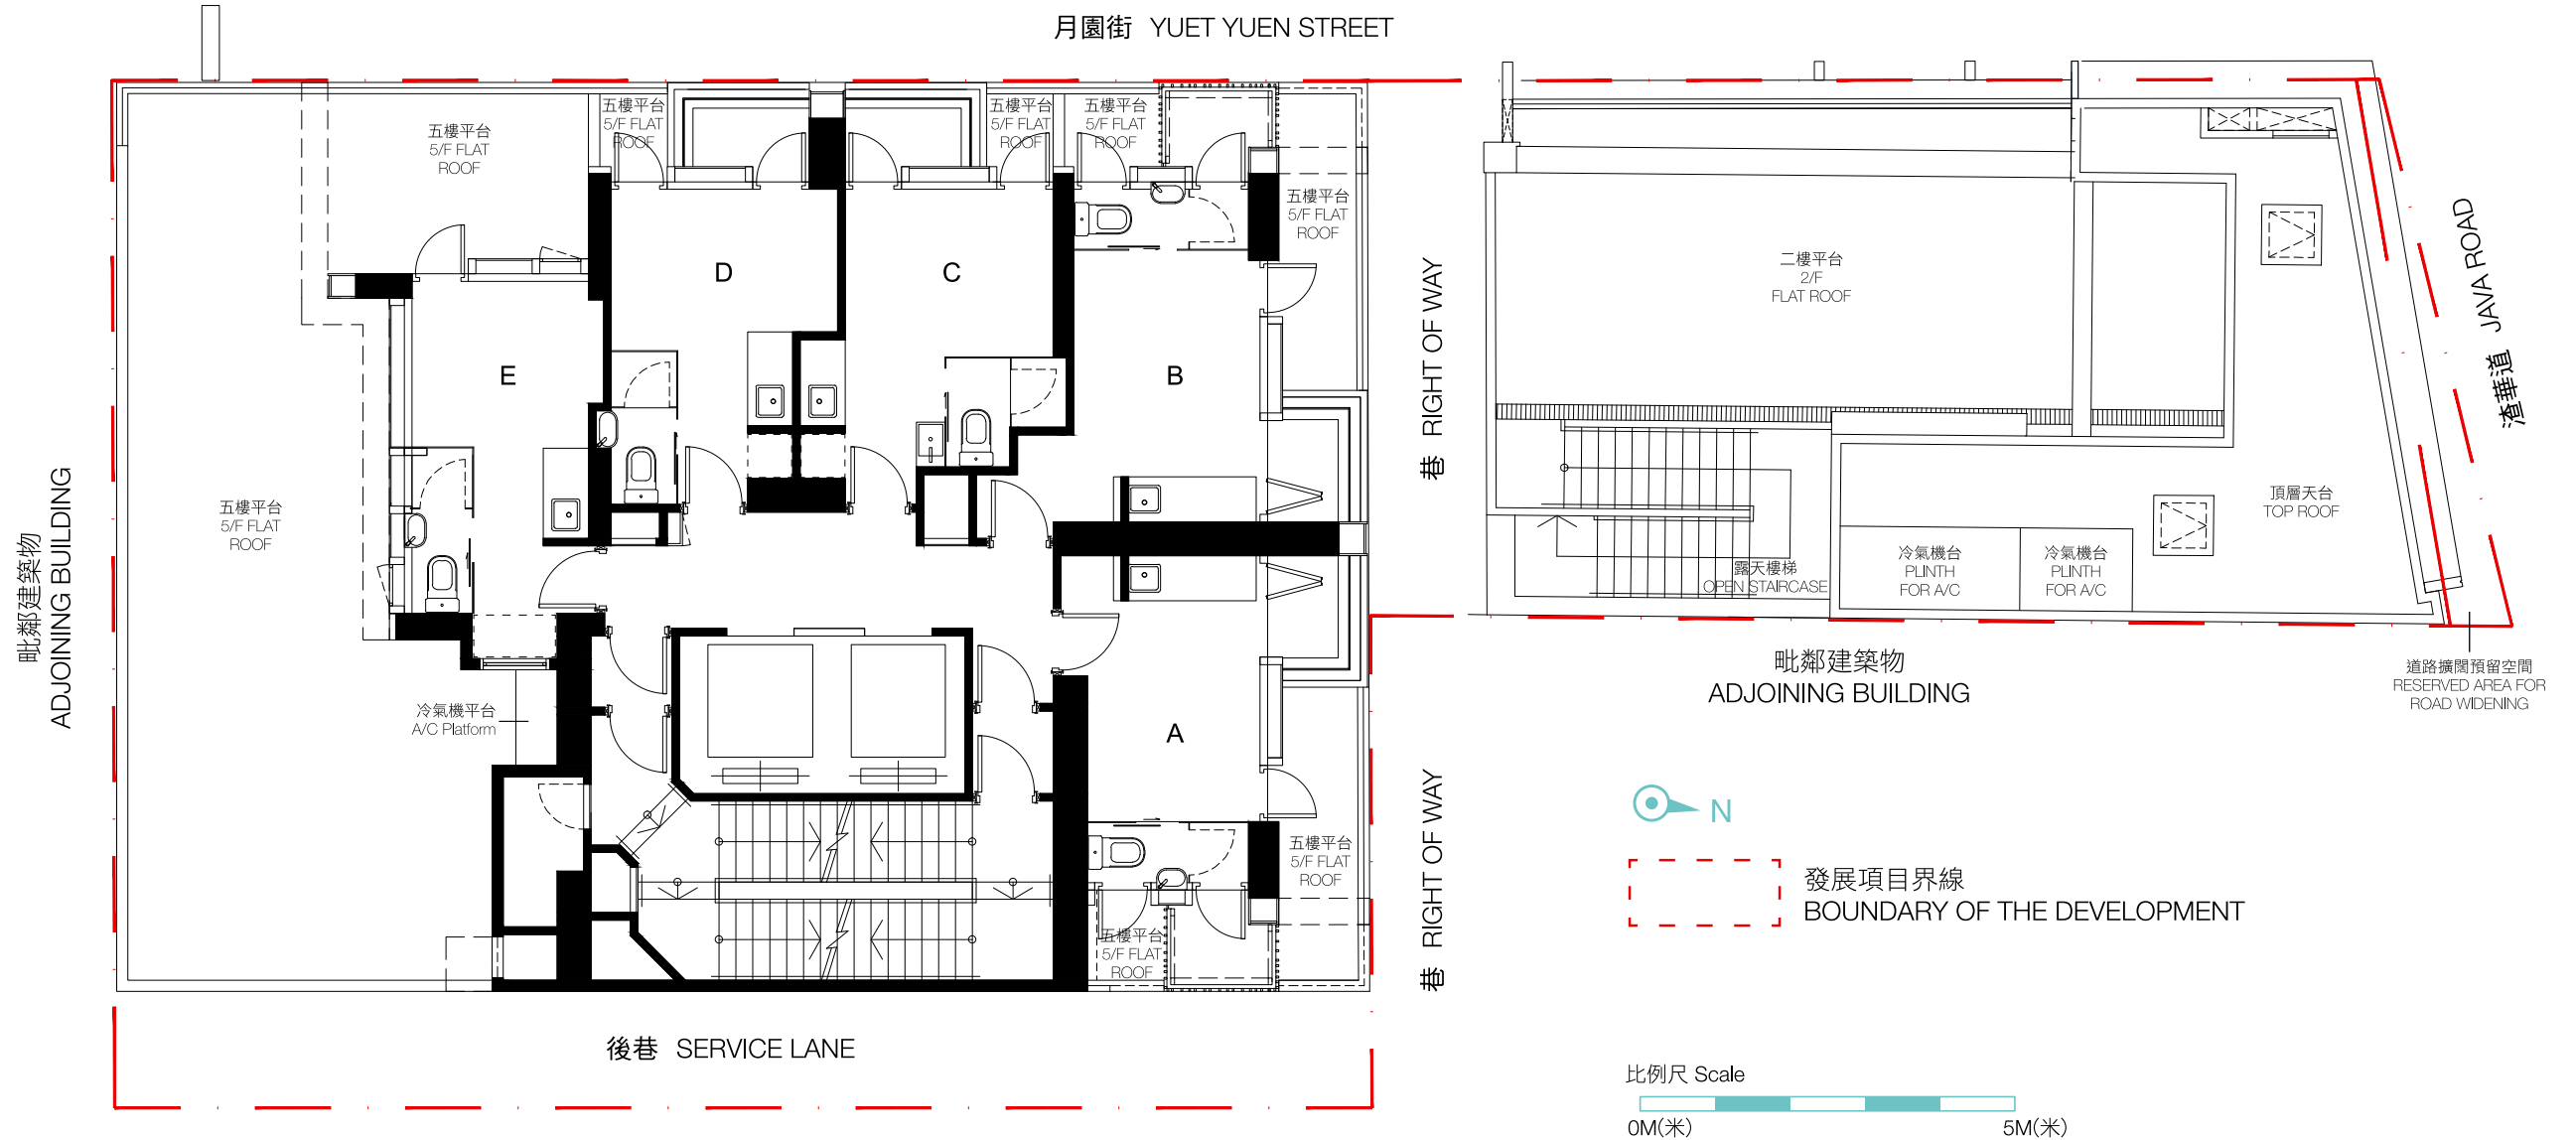 月園街 YUET YUEN STREET
五樓平台
5/F FLAT
ROOF
五樓平台
5/F FLAT
ROOF
五樓平台
5/F FLAT
ROOF
五樓平台
5/F FLAT
ROOF
五樓平台
5/F FLAT
ROOF
D
C
B
E
A
五樓平台
5/F FLAT
ROOF
毗鄰建築物
ADJOINING BUILDING
冷氣機平台
A/C Platform
五樓平台
5/F FLAT
ROOF
五樓平台
5/F FLAT
ROOF
後巷 SERVICE LANE
巷 RIGHT OF WAY
巷 RIGHT OF WAY
二樓平台
2/F
FLAT ROOF
渣華道 JAVA ROAD
頂層天台
TOP ROOF
冷氣機台
PLINTH
FOR A/C
冷氣機台
PLINTH
FOR A/C
露天樓梯
OPEN STAIRCASE
毗鄰建築物
ADJOINING BUILDING
道路擴闊預留空間
RESERVED AREA FOR
ROAD WIDENING
N
發展項目界線
BOUNDARY OF THE DEVELOPMENT
比例尺 Scale
0M(米) 5M(米)